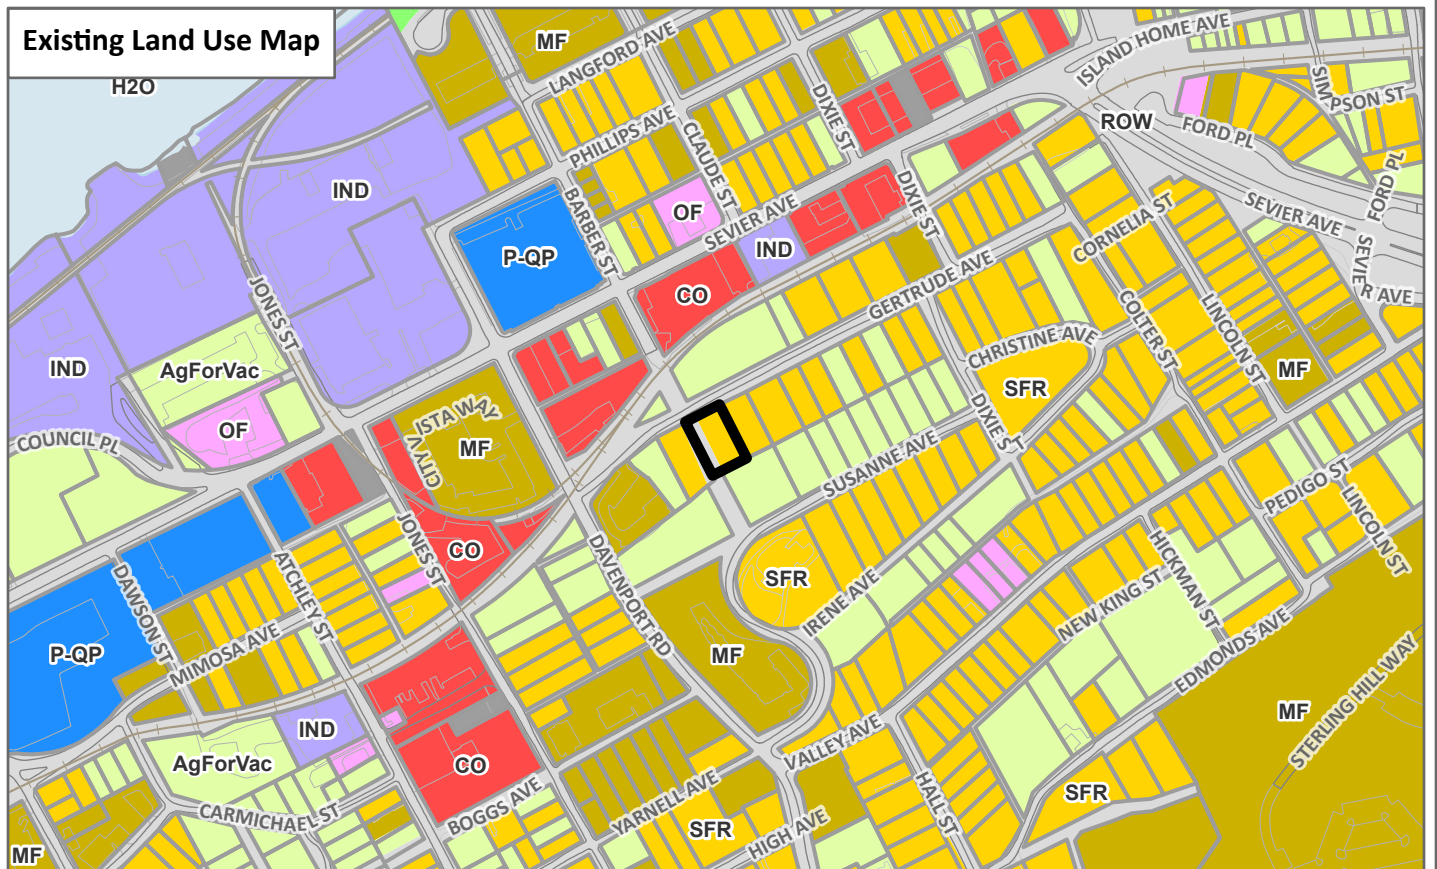 Existing Land Use Map
H2O
MF
LANGFORD AVE
ISLAND HOME AVE
SIMPSON ST
DIXIE ST
PHILLIPS AVE
CLAUDE ST
ROW
FORD PL
FORD PL
IND
BARBER ST
OF
SEVIER AVE
DIXIE ST
CORNELIA ST
SEVIER AVE
P-QP
IND
SEVIER AVE
JONES ST
CO
GERTRUDE AVE
COLTER ST
LINCOLN ST
CHRISTINE AVE
IND
AgForVac
SFR
MF
CITY VISTA WAY
DIXIE ST
OF
COUNCIL PL
MF
SUSANNE AVE
PEDIGO ST
LINCOLN ST
JONES ST
CO
DAVENPORT RD
HICKMAN ST
ATCHLEY ST
SFR
IRENE AVE
NEW KING ST
DAWSON ST
MIMOSA AVE
P-QP
MF
EDMONDS AVE
STERLING HILL WAY
MF
IND
VALLEY AVE
AgForVac
CO
HALL ST
SFR
CARMICHAEL ST
BOGGS AVE
YARNELL AVE
SFR
HIGH AVE
MF